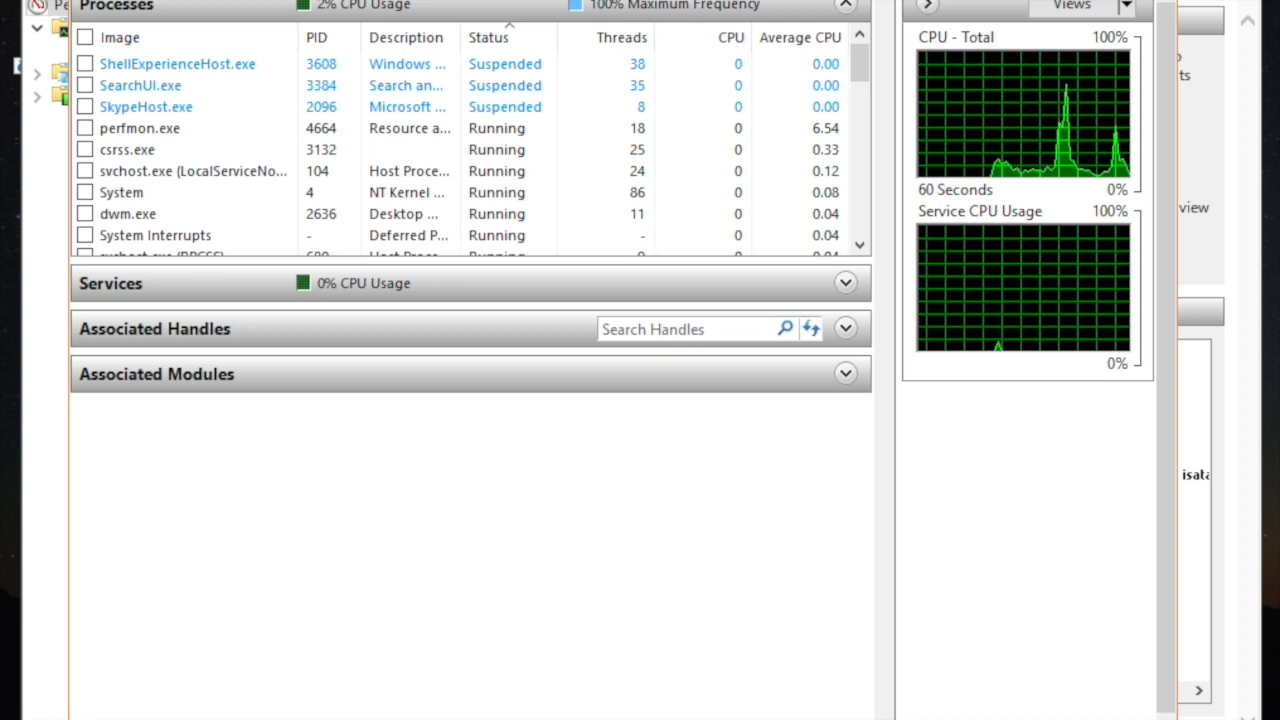 Pe
Processes 2% CPU Usage 100% Maximum Frequency
Views
Image PID Description Status Threads CPU Average CPU
ShellExperienceHost.exe 3608 Windows ... Suspended 38 0 0.00
SearchUI.exe 3384 Search an... Suspended 35 0 0.00
SkypeHost.exe 2096 Microsoft ... Suspended 8 0 0.00
perfmon.exe 4664 Resource a... Running 18 0 6.54
csrss.exe 3132 Running 25 0 0.33
svchost.exe (LocalServiceNo... 104 Host Proce... Running 24 0 0.12
System 4 NT Kernel ... Running 86 0 0.08
dwm.exe 2636 Desktop ... Running 11 0 0.04
System Interrupts - Deferred P... Running - 0 0.04
Services 0% CPU Usage
Associated Handles Search Handles
Associated Modules
CPU - Total 100%
60 Seconds 0%
Service CPU Usage 100%
0%
ts
view
isata